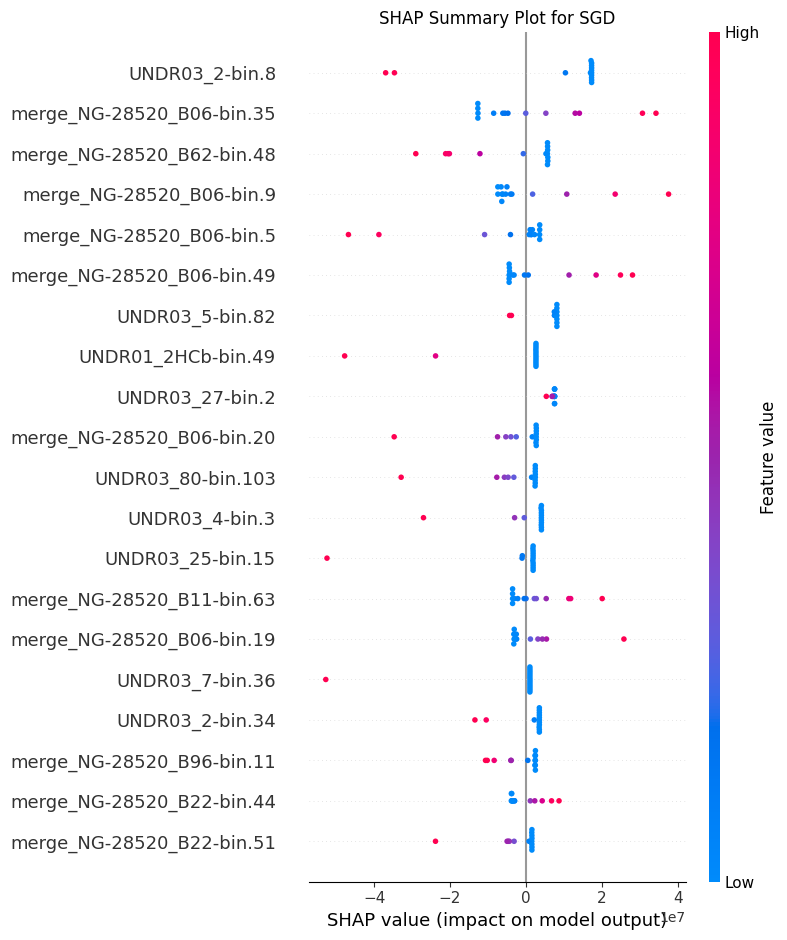 SHAP Summary Plot for SGD
High
UNDR03_2-bin.8
merge_NG-28520_B06-bin.35
merge_NG-28520_B62-bin.48
merge_NG-28520_B06-bin.9
merge_NG-28520_B06-bin.5
merge_NG-28520_B06-bin.49
UNDR03_5-bin.82
UNDR01_2HCb-bin.49
UNDR03_27-bin.2
merge_NG-28520_B06-bin.20
UNDR03_80-bin.103
UNDR03_4-bin.3
UNDR03_25-bin.15
merge_NG-28520_B11-bin.63
merge_NG-28520_B06-bin.19
UNDR03_7-bin.36
UNDR03_2-bin.34
merge_NG-28520_B96-bin.11
merge_NG-28520_B22-bin.44
merge_NG-28520_B22-bin.51
Feature value
Low
−4 −2 0 2 4
1e7
SHAP value (impact on model output)